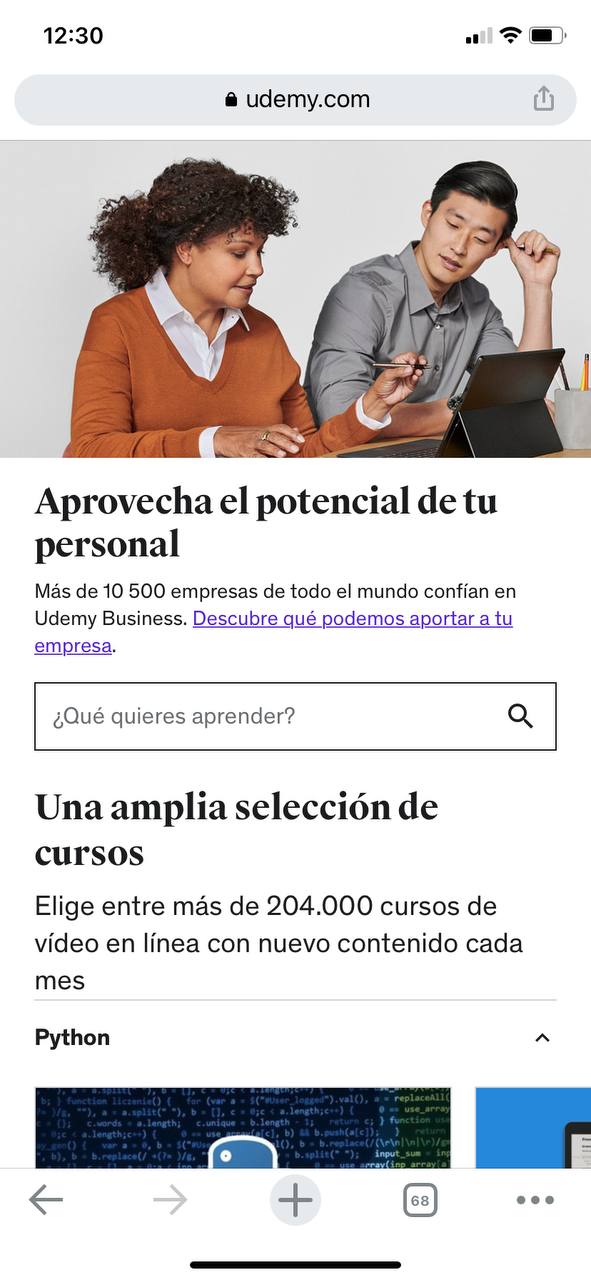 12:30
udemy.com
Aprovecha el potencial de tu
personal
Más de 10 500 empresas de todo el mundo confían en
Udemy Business. Descubre qué podemos aportar a tu
empresa.
¿Qué quieres aprender?
Una amplia selección de
cursos
Elige entre más de 204.000 cursos de
vídeo en línea con nuevo contenido cada
mes
Python
68